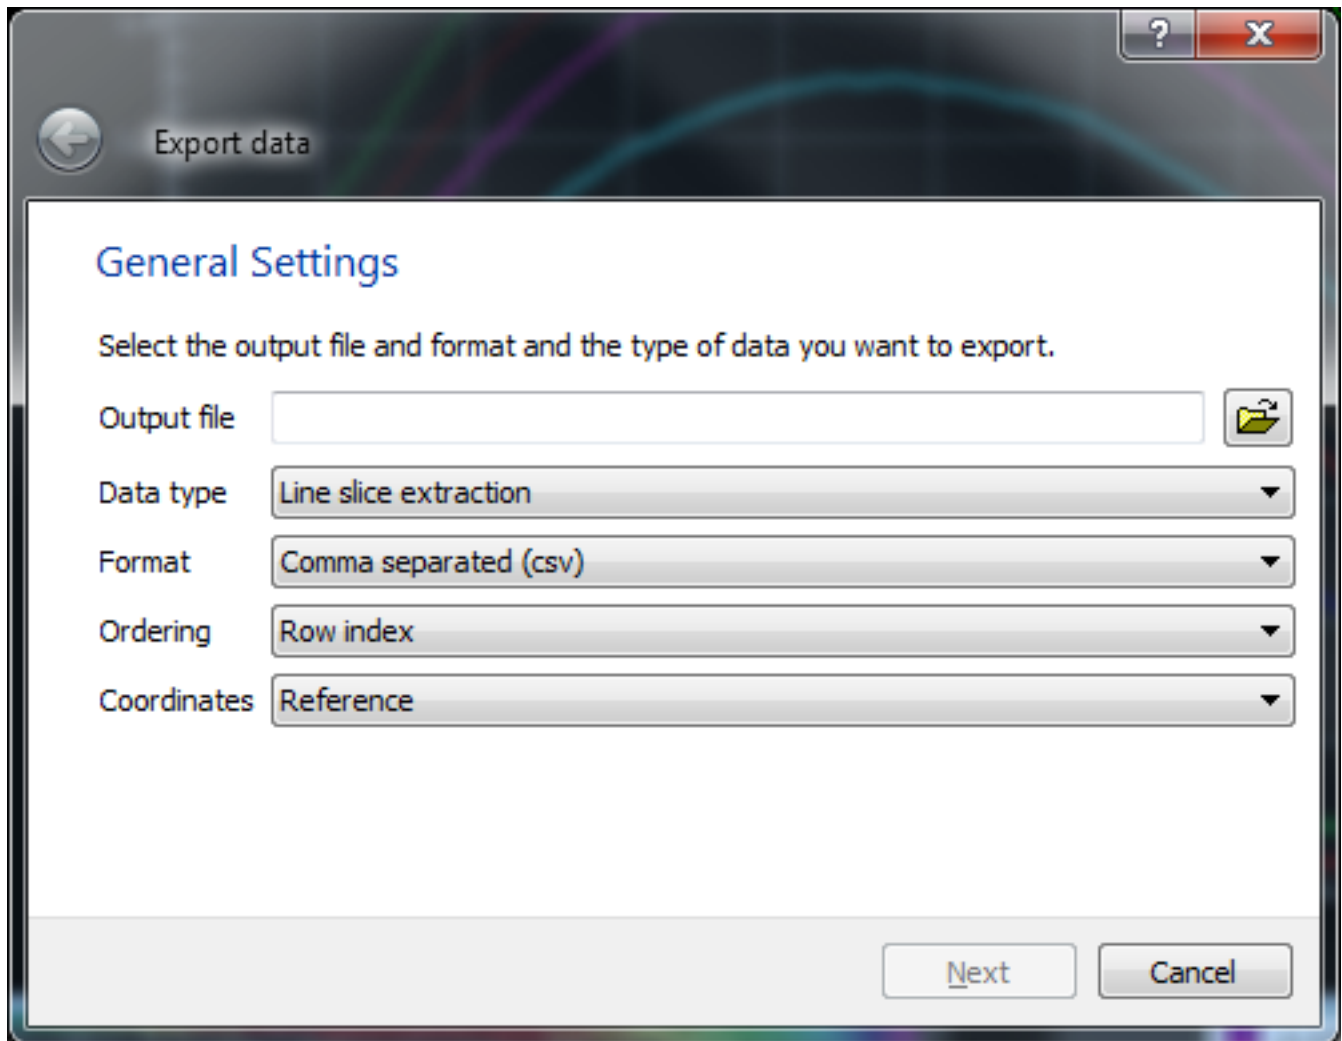 ?
x
Export data
General Settings
Select the output file and format and the type of data you want to export.
Output file
Data type Line slice extraction
Format Comma separated (csv)
Ordering Row index
Coordinates Reference
Next Cancel